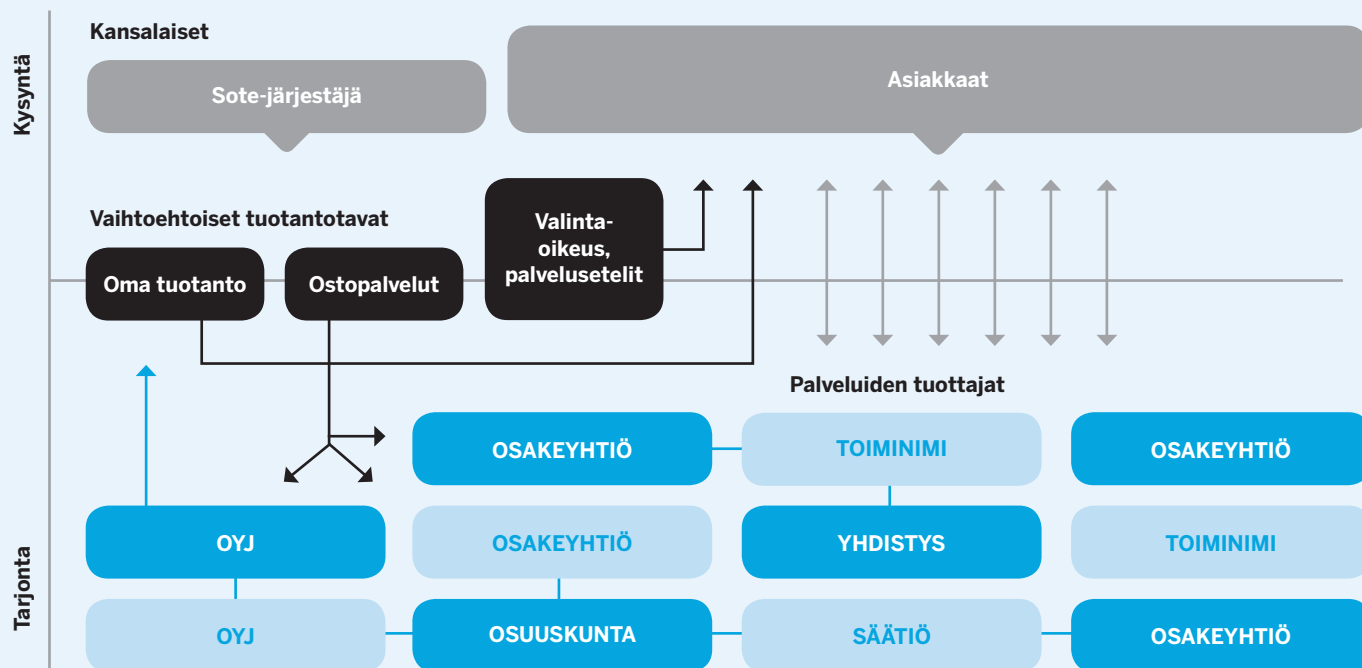 Kysyntä
Kansalaiset
Sote-järjestäjä
Asiakkaat
Vaihtoehtoiset tuotantotavat
Oma tuotanto
Ostopalvelut
Valinta-
oikeus,
palvelusetelit
Palveluiden tuottajat
Tarjonta
OSAKEYHTIÖ
TOIMINIMI
OSAKEYHTIÖ
OYJ
OSAKEYHTIÖ
YHDISTYS
TOIMINIMI
OYJ
OSUUSKUNTA
SÄÄTIÖ
OSAKEYHTIÖ